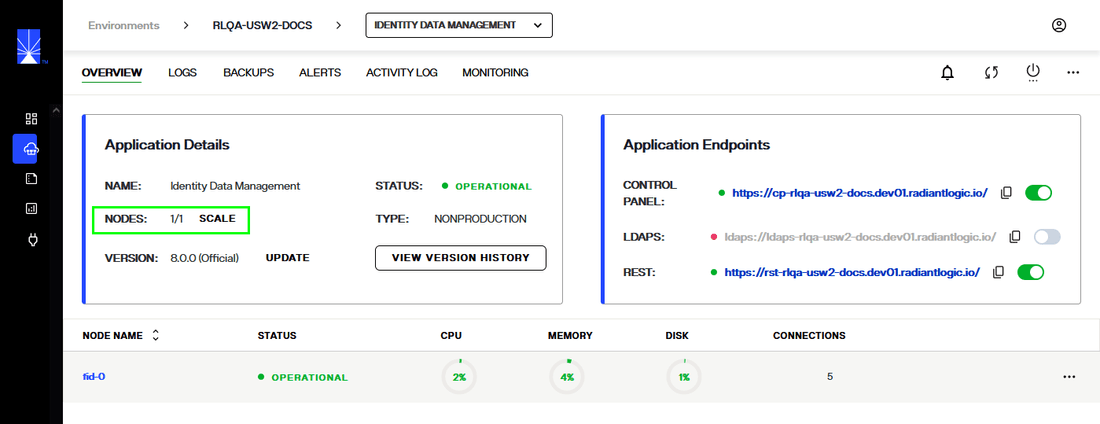 Environments > RLQA-USW2-DOCS > IDENTITY DATA MANAGEMENT
OVERVIEW LOGS BACKUPS ALERTS ACTIVITY LOG MONITORING
Application Details
NAME: Identity Data Management STATUS: OPERATIONAL
NODES: 1/1 SCALE TYPE: NONPRODUCTION
VERSION: 8.0.0 (Official) UPDATE VIEW VERSION HISTORY
Application Endpoints
CONTROL
PANEL: https://cp-rlqa-usw2-docs.dev01.radiantlogic.io/
LDAPS: ldaps://ldaps-rlqa-usw2-docs.dev01.radiantlogic.io/
REST: https://rst-rlqa-usw2-docs.dev01.radiantlogic.io/
NODE NAME STATUS CPU MEMORY DISK CONNECTIONS
fid-0 OPERATIONAL 2% 4% 1% 5